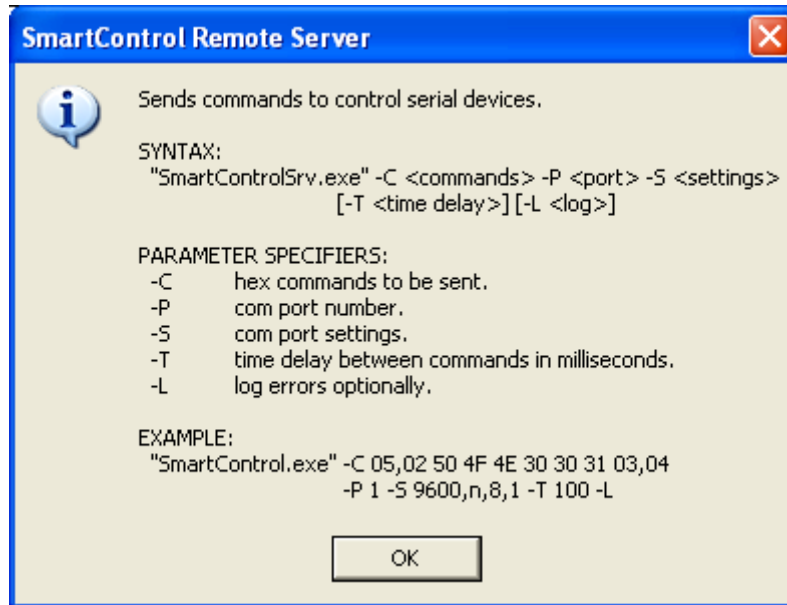 SmartControl Remote Server
Sends commands to control serial devices.
SYNTAX:
"SmartControlSrv.exe" -C <commands> -P <port> -S <settings>
[-T <time delay>] [-L <log>]
PARAMETER SPECIFIERS:
-C hex commands to be sent.
-P com port number.
-S com port settings.
-T time delay between commands in milliseconds.
-L log errors optionally.
EXAMPLE:
"SmartControl.exe" -C 05,02 50 4F 4E 30 30 31 03,04
-P 1 -S 9600,n,8,1 -T 100 -L
OK